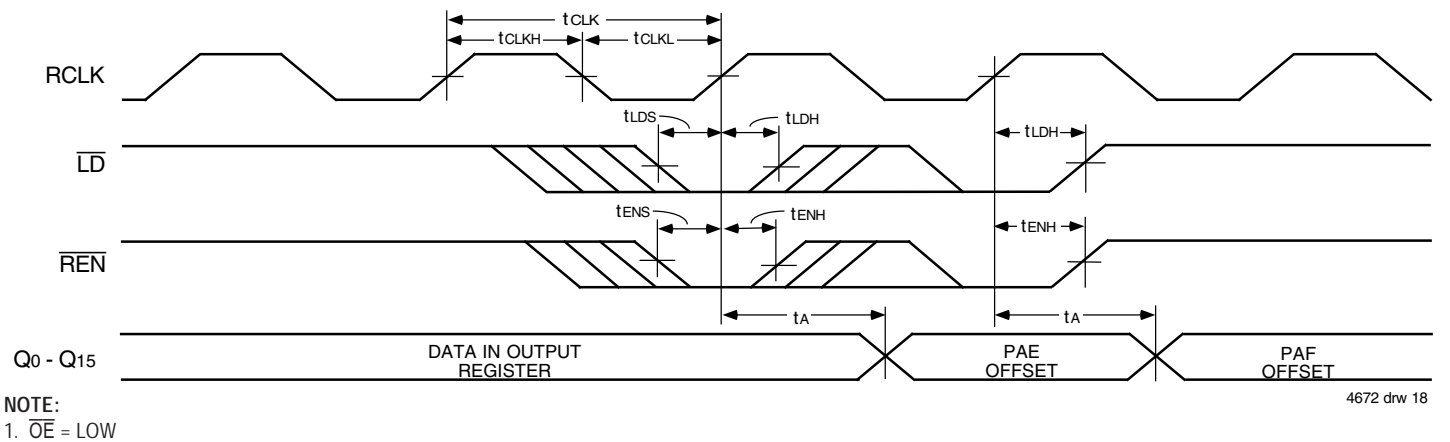 tCLK
tCLKH tCLKL
RCLK
tLDS tLDH tLDH
LD
tENS tENH tENH
REN
tA tA
Q0 - Q15 DATA IN OUTPUT REGISTER PAE OFFSET PAF OFFSET
4672 drw 18
NOTE:
1. OE = LOW